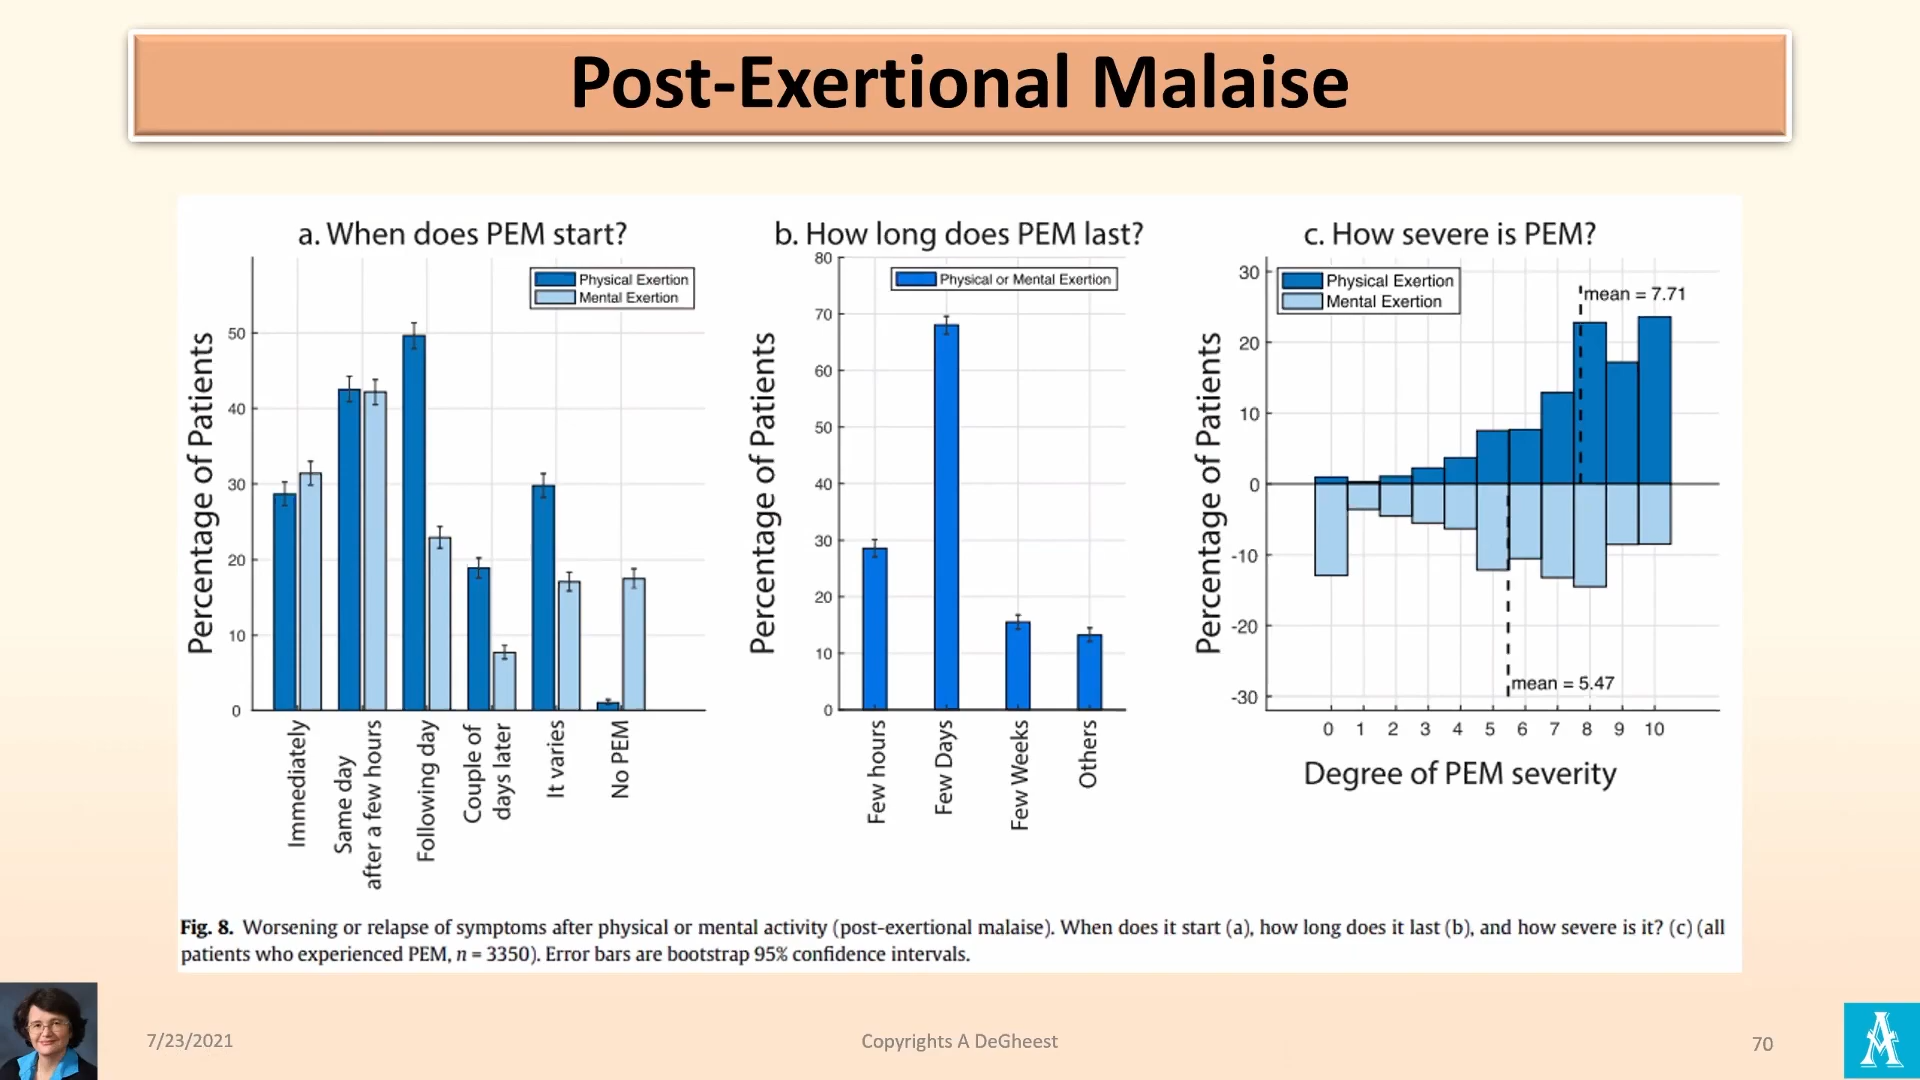 Post-Exertional Malaise
a. When does PEM start?
Physical Exertion
Mental Exertion
Percentage of Patients
50
40
30
20
10
0
Immediately
Same day
after a few hours
Following day
Couple of
days later
It varies
No PEM
b. How long does PEM last?
Physical or Mental Exertion
Percentage of Patients
80
70
60
50
40
30
20
10
0
Few hours
Few Days
Few Weeks
Others
c. How severe is PEM?
Physical Exertion
Mental Exertion
mean = 7.71
mean = 5.47
Percentage of Patients
30
20
10
0
-10
-20
-30
0 1 2 3 4 5 6 7 8 9 10
Degree of PEM severity
Fig. 8. Worsening or relapse of symptoms after physical or mental activity (post-exertional malaise). When does it start (a), how long does it last (b), and how severe is it? (c) (all
patients who experienced PEM, n = 3350). Error bars are bootstrap 95% confidence intervals.
7/23/2021
Copyrights A DeGheest
70
A